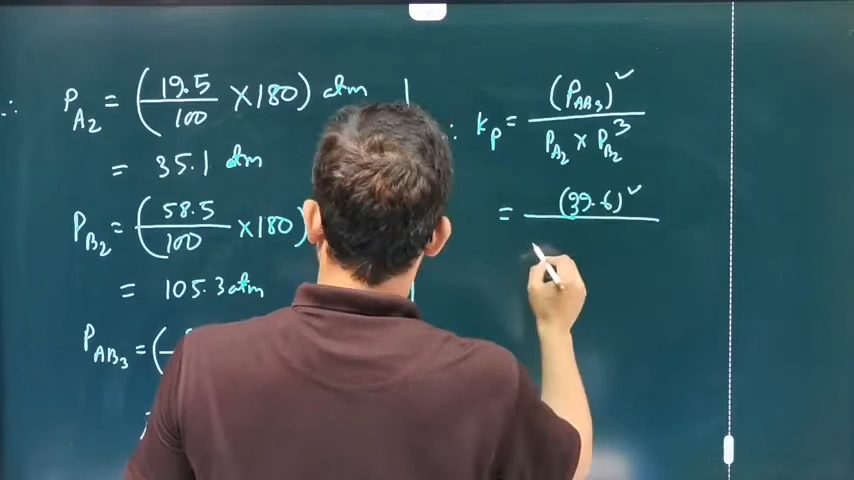 ∴ P_A₂ = (19.5/100 × 180) atm
= 35.1 atm
P_B₂ = (58.5/100 × 180)
= 105.3 atm
P_AB₃ = (
∴ K_p = (P_AB₃)² / P_A₂ × P_B₂³
= (39.6)²